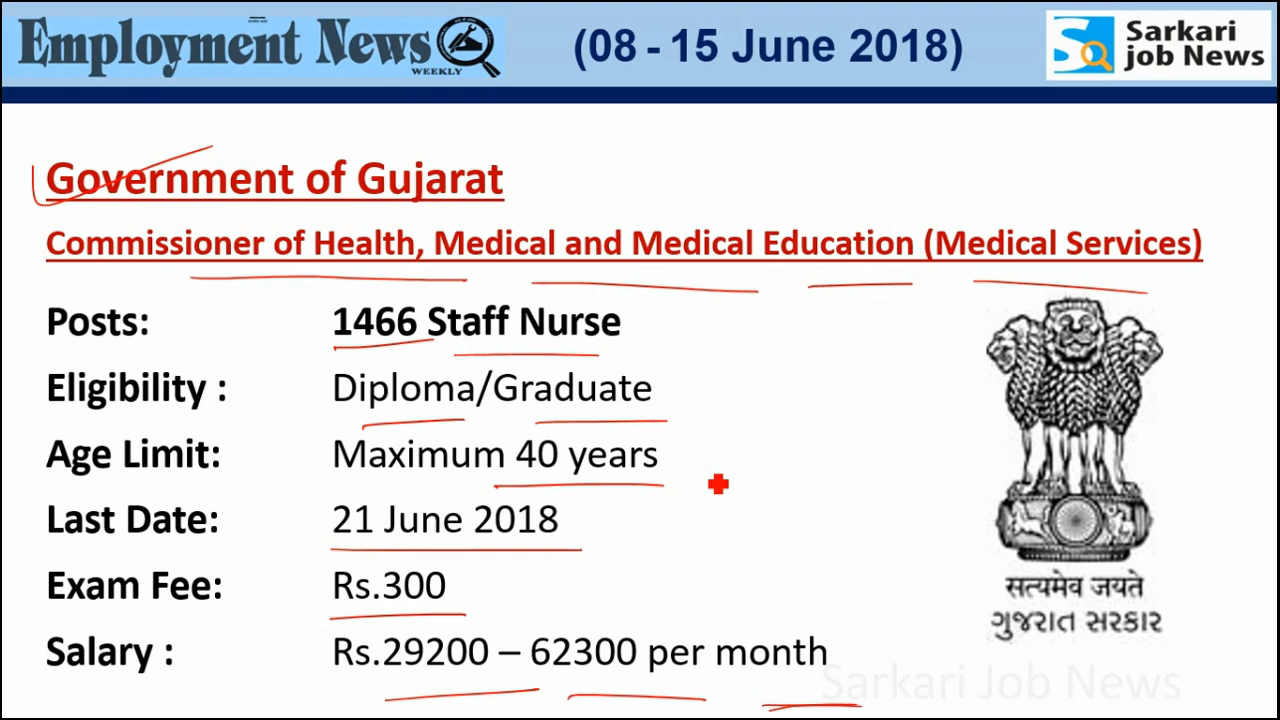 Employment News
WEEKLY
(08 - 15 June 2018)
Sarkari
job News
Government of Gujarat
Commissioner of Health, Medical and Medical Education (Medical Services)
Posts: 1466 Staff Nurse
Eligibility : Diploma/Graduate
Age Limit: Maximum 40 years
Last Date: 21 June 2018
Exam Fee: Rs.300
Salary : Rs.29200 – 62300 per month
सत्यमेव जयते
ગુજરાત સરકાર
Sarkari Job News